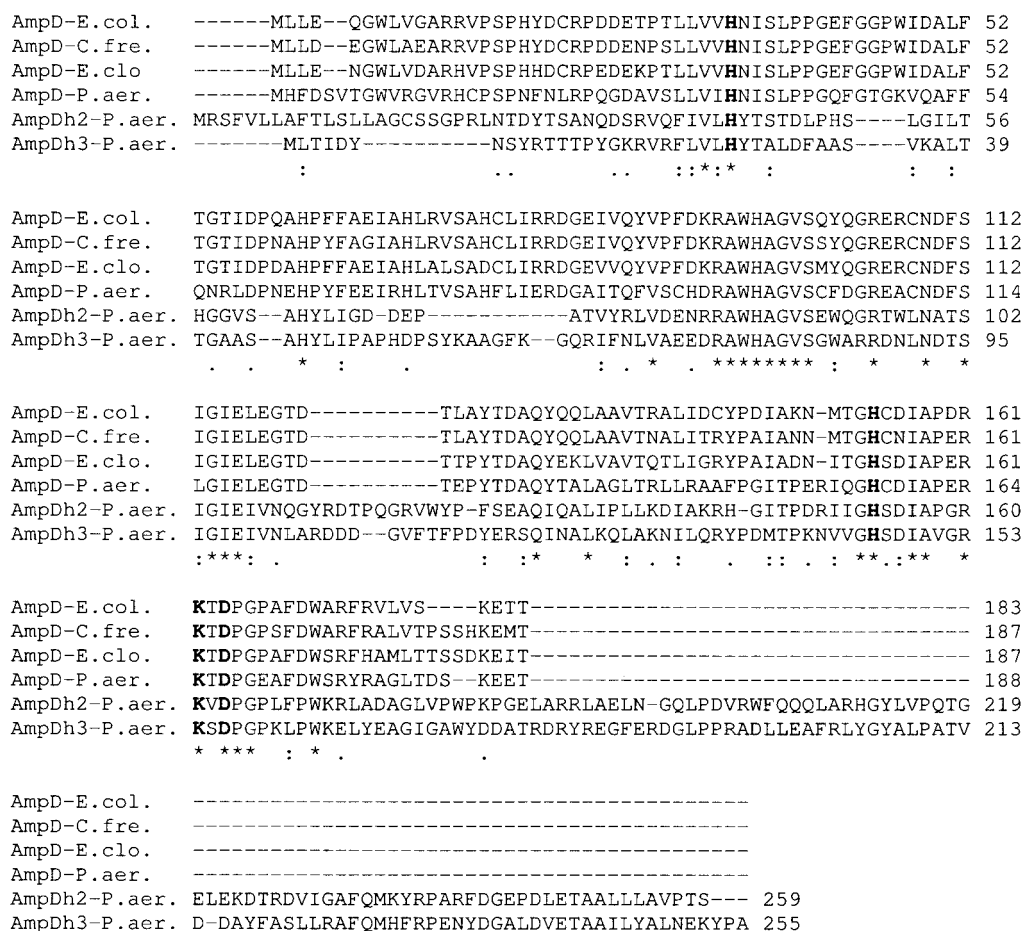 AmpD-E.col. ------MLLE--QGWLVGARRVPSPHYDCRPDDETPTLLVVHNISLPPGEFGGPWIDALF 52
AmpD-C.fre. ------MLLD--EGWLAEARRVPSPHYDCRPDDENPSLLVVHNISLPPGEFGGPWIDALF 52
AmpD-E.clo ------MLLE--NGWLVDARHVPSPHHDCRPEDEKPTLLVVHNISLPPGEFGGPWIDALF 52
AmpD-P.aer. ------MHFDSVTGWVRGVRHCPSPNFNLRPQGDAVSLLVIHNISLPPGQFGTGKVQAFF 54
AmpDh2-P.aer. MRSFVLLAFTLSLLAGCSSGPRLNTDYTSANQDSRVQFIVLHYTSTDLPHS----LGILT 56
AmpDh3-P.aer. -------MLTIDY-----------NSYRTTTPYGKRVRFLVLHYTALDFAAS----VKALT 39
: .. .. ::*:* : :
AmpD-E.col. TGTIDPQAHPFFAEIAHLRVSAHCLIRRDGEIVQYVPFDKRAWHAGVSQYQGRERCNDFS 112
AmpD-C.fre. TGTIDPNAHPYFAGIAHLRVSAHCLIRRDGEIVQYVPFDKRAWHAGVSSYQGRERCNDFS 112
AmpD-E.clo. TGTIDPDAHPFFAEIAHLALSADCLIRRDGEVVQYVPFDKRAWHAGVSMYQGRERCNDFS 112
AmpD-P.aer. QNRLDPNEHPYFEEIRHLTVSAHFLIERDGAITQFVSCHDRAWHAGVSCFDGREACNDFS 114
AmpDh2-P.aer. HGGVS--AHYLIGD-DEP-----------ATVYRLVDENRRAWHAGVSEWQGRTWLNATS 102
AmpDh3-P.aer. TGAAS--AHYLIPAPHDPSYKAAGFK--GQRIFNLVAEEDRAWHAGVSGWARRDNLNDTS 95
. . * : . : . * ******** : * * *
AmpD-E.col. IGIELEGTD----------TLAYTDAQYQQLAAVTRALIDCYPDIAKN-MTGHCDIAPDR 161
AmpD-C.fre. IGIELEGTD----------TLAYTDAQYQQLAAVTNALITRYPAIANN-MTGHCNIAPER 161
AmpD-E.clo. IGIELEGTD----------TTPYTDAQYEKLVAVTQTLIGRYPAIADN-ITGHSDIAPER 161
AmpD-P.aer. LGIELEGTD----------TEPYTDAQYTALAGLTRLLRAAFPGITPERIQGHCDIAPER 164
AmpDh2-P.aer. IGIEIVNQGYRDTPQGRVWYP-FSEAQIQALIPLLKDIAKRH-GITPDRIIGHSDIAPGR 160
AmpDh3-P.aer. IGIEIVNLARDDD--GVFTFPDYERSQINALKQLAKNILQRYPDMTPKNVVGHSDIAVGR 153
:***: . : :* * : . : . :: . : **.:** *
AmpD-E.col. KTDPGPAFDWARFRVLVS----KETT--------------------------------- 183
AmpD-C.fre. KTDPGPSFDWARFRALVTPSSHKEMT--------------------------------- 187
AmpD-E.clo. KTDPGPAFDWSRFHAMLTTSSDKEIT--------------------------------- 187
AmpD-P.aer. KTDPGEAFDWSRYRAGLTDS--KEET--------------------------------- 188
AmpDh2-P.aer. KVDPGPLFPWKRLADAGLVPWPKPGELARRLAELN-GQLPDVRWFQQQLARHGYLVPQTG 219
AmpDh3-P.aer. KSDPGPKLPWKELYEAGIGAWYDDATRDRYREGFERDGLPPRADLLEAFRLYGYALPATV 213
* *** : * . .
AmpD-E.col. -------------------------------------------
AmpD-C.fre. -------------------------------------------
AmpD-E.clo. -------------------------------------------
AmpD-P.aer. -------------------------------------------
AmpDh2-P.aer. ELEKDTRDVIGAFQMKYRPARFDGEPDLETAALLLAVPTS--- 259
AmpDh3-P.aer. D-DAYFASLLRAFQMHFRPENYDGALDVETAAILYALNEKYPA 255